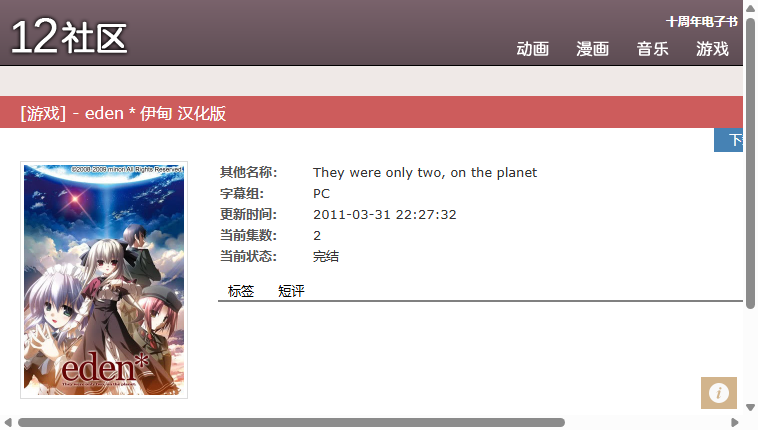 12社区
十周年电子书
动画 漫画 音乐 游戏
[游戏] - eden * 伊甸 汉化版
下
其他名称: They were only two, on the planet
字幕组: PC
更新时间: 2011-03-31 22:27:32
当前集数: 2
当前状态: 完结
标签 短评
minori.All Rights Reserved.
eden*
They were only two, on the planet.
i